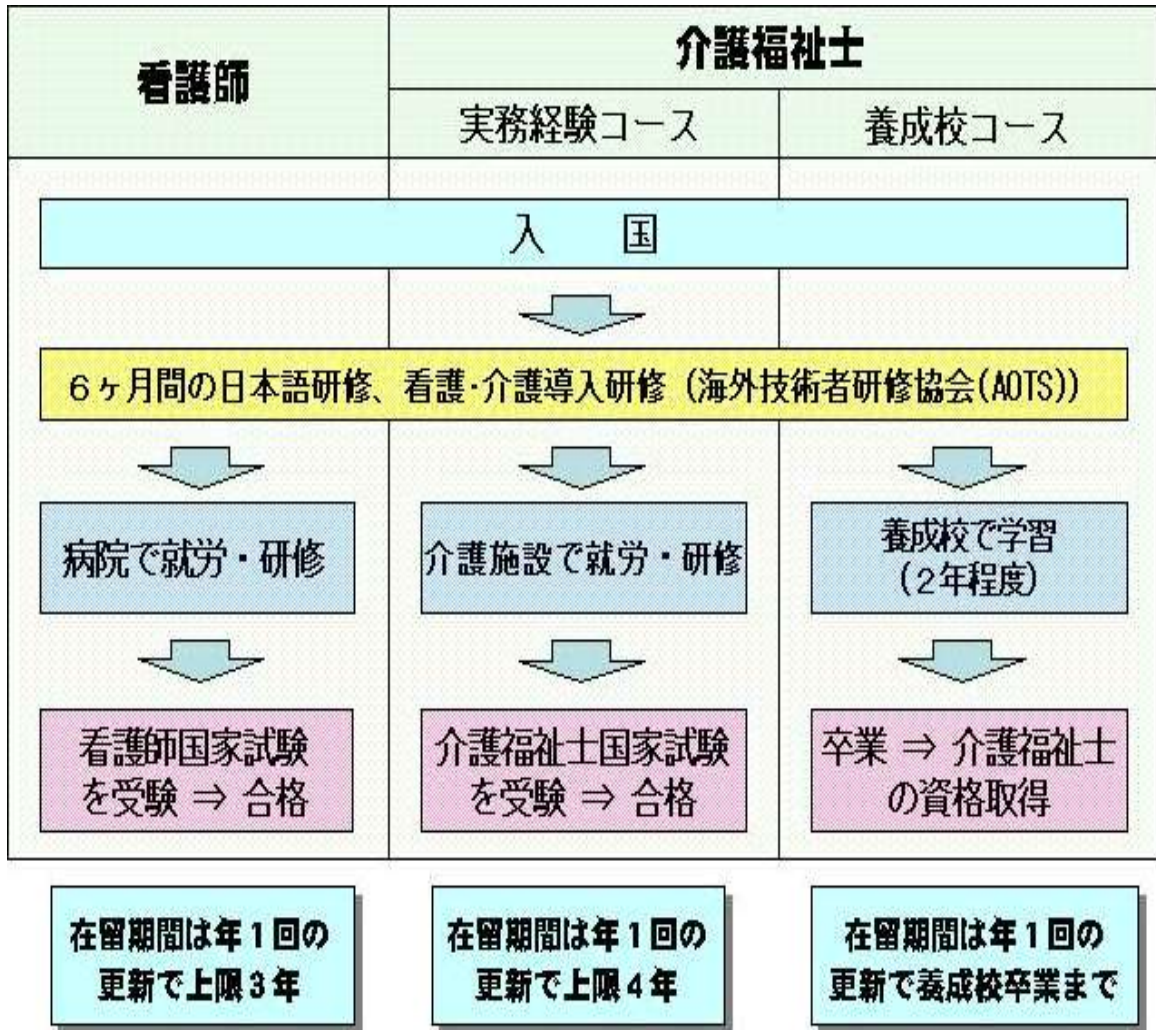 看護師
介護福祉士
実務経験コース
養成校コース
入　国
６ヶ月間の日本語研修、看護・介護導入研修（海外技術者研修協会(AOTS)）
病院で就労・研修
介護施設で就労・研修
養成校で学習
（２年程度）
看護師国家試験
を受験 ⇒ 合格
介護福祉士国家試験
を受験 ⇒ 合格
卒業 ⇒ 介護福祉士
の資格取得
在留期間は年１回の
更新で上限３年
在留期間は年１回の
更新で上限４年
在留期間は年１回の
更新で養成校卒業まで